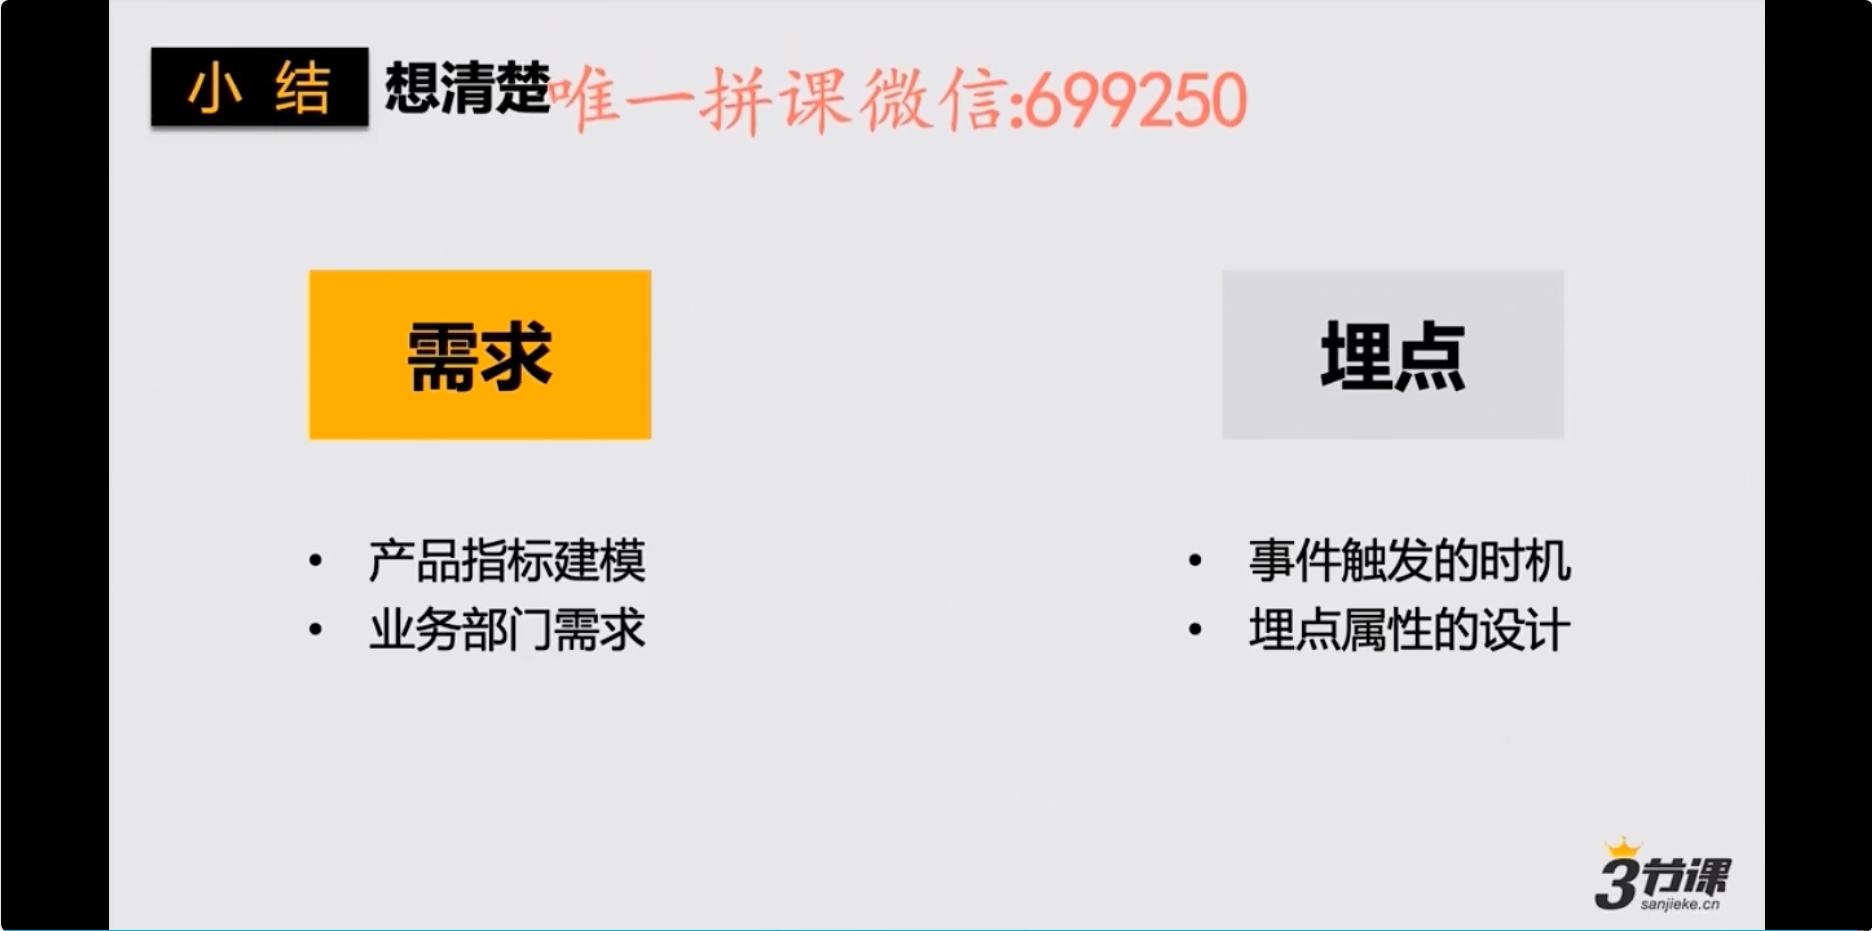 小 结 想清楚唯一拼课微信:699250
需求
• 产品指标建模
• 业务部门需求
埋点
• 事件触发的时机
• 埋点属性的设计
3节课
sanjieke.cn